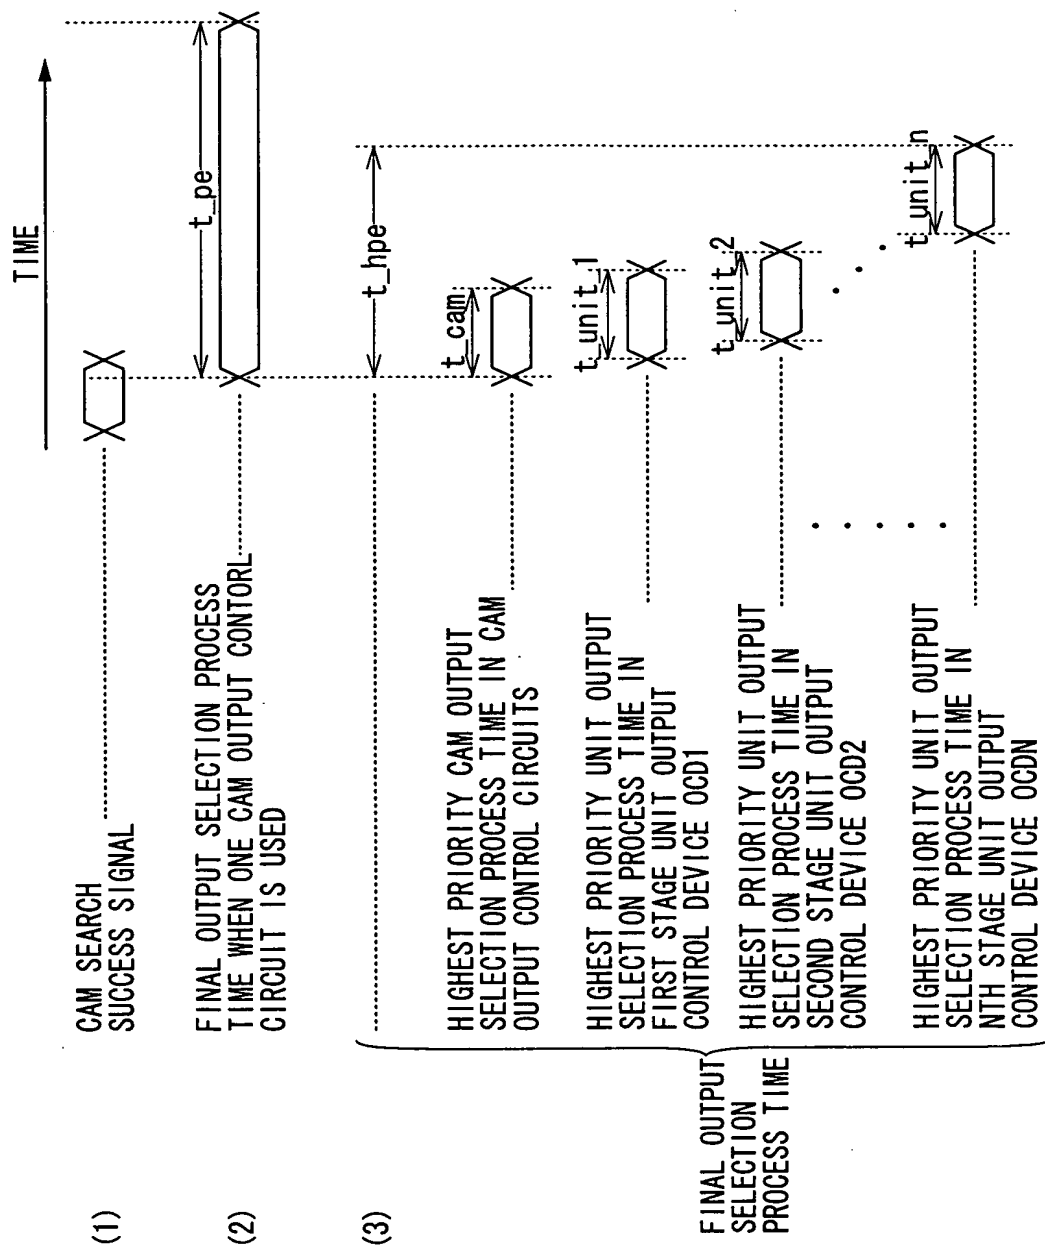 TIME
(1)
CAM SEARCH
SUCCESS SIGNAL
(2)
FINAL OUTPUT SELECTION PROCESS
TIME WHEN ONE CAM OUTPUT CONTORL
CIRCUIT IS USED
t_pe
(3)
t_hpe
FINAL OUTPUT
SELECTION
PROCESS TIME
HIGHEST PRIORITY CAM OUTPUT
SELECTION PROCESS TIME IN CAM
OUTPUT CONTROL CIRCUITS
t_cam
HIGHEST PRIORITY UNIT OUTPUT
SELECTION PROCESS TIME IN
FIRST STAGE UNIT OUTPUT
CONTROL DEVICE OCD1
t_unit_1
HIGHEST PRIORITY UNIT OUTPUT
SELECTION PROCESS TIME IN
SECOND STAGE UNIT OUTPUT
CONTROL DEVICE OCD2
t_unit_2
HIGHEST PRIORITY UNIT OUTPUT
SELECTION PROCESS TIME IN
NTH STAGE UNIT OUTPUT
CONTROL DEVICE OCDN
t_unit_n